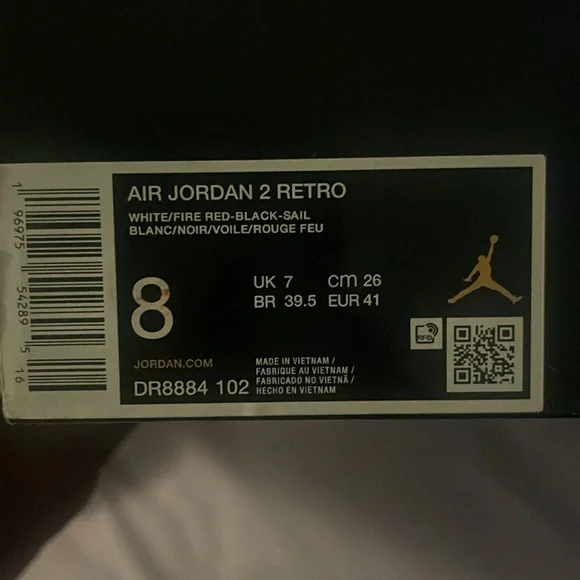 AIR JORDAN 2 RETRO
WHITE/FIRE RED-BLACK-SAIL
BLANC/NOIR/VOILE/ROUGE FEU
8
UK 7 CM 26
BR 39.5 EUR 41
RFID
JORDAN.COM
DR8884 102
MADE IN VIETNAM /
FABRIQUE AU VIETNAM /
FABRICADO NO VIETNÃ /
HECHO EN VIETNAM
1 96975 54289 5 16